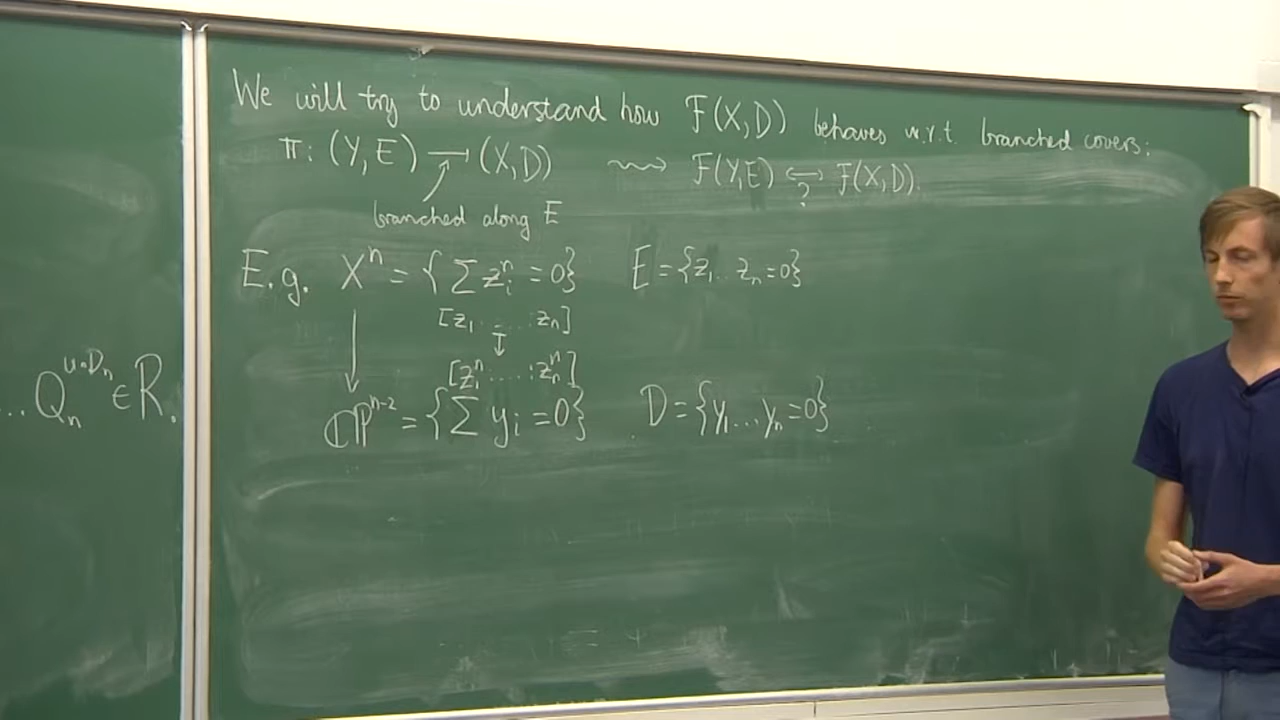 We will try to understand how F(X,D) behaves w.r.t. branched covers:
π: (Y,E) → (X,D) ⇝ F(Y,E) ⟷ F(X,D).
?
branched along E
E.g. Xⁿ = {∑ zᵢⁿ = 0} E = {z₁...zₙ=0}
[z₁....:zₙ]
↓
[z₁ⁿ....:zₙⁿ]
ℂℙⁿ⁻² = {∑ yᵢ = 0} D = {y₁...yₙ=0}
...Qₙ ∈ R.